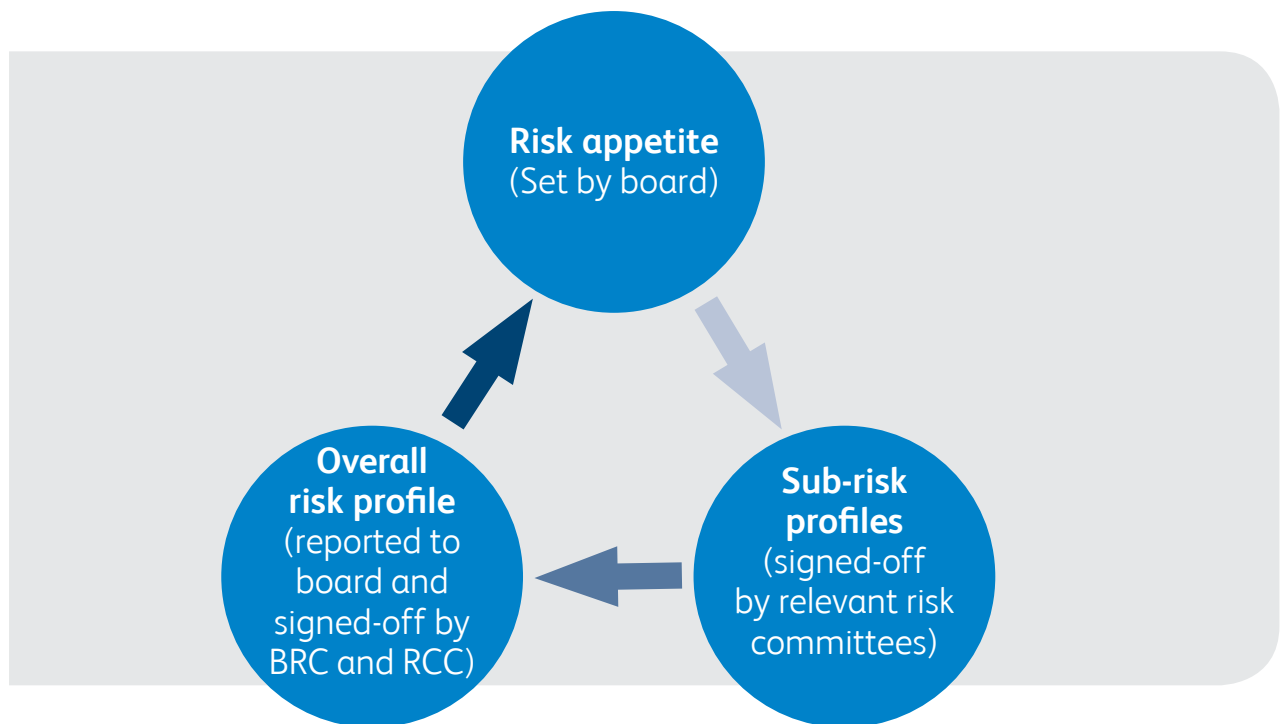 Risk appetite
(Set by board)
Overall
risk profile
(reported to
board and
signed-off by
BRC and RCC)
Sub-risk
profiles
(signed-off
by relevant risk
committees)